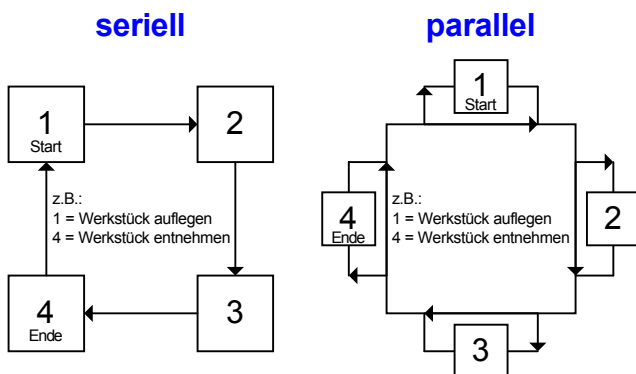 seriell
1
Start
2
z.B.:
1 = Werkstück auflegen
4 = Werkstück entnehmen
4
Ende
3
parallel
1
Start
z.B.:
1 = Werkstück auflegen
4 = Werkstück entnehmen
4
Ende
2
3